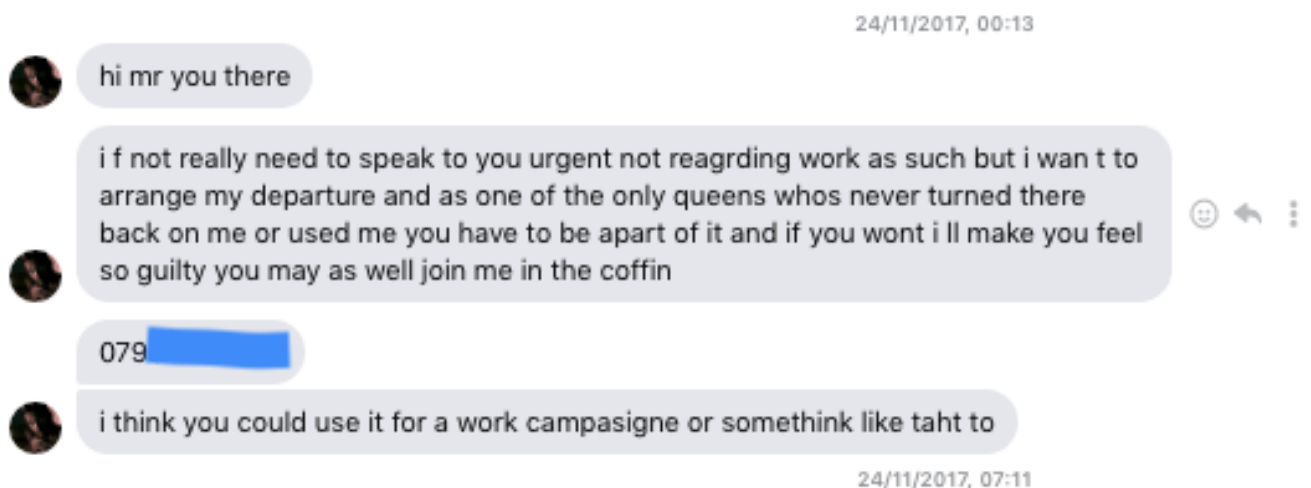 24/11/2017, 00:13
hi mr you there
i f not really need to speak to you urgent not reagrding work as such but i wan t to
arrange my departure and as one of the only queens whos never turned there
back on me or used me you have to be apart of it and if you wont i ll make you feel
so guilty you may as well join me in the coffin
079
i think you could use it for a work campasigne or somethink like taht to
24/11/2017, 07:11